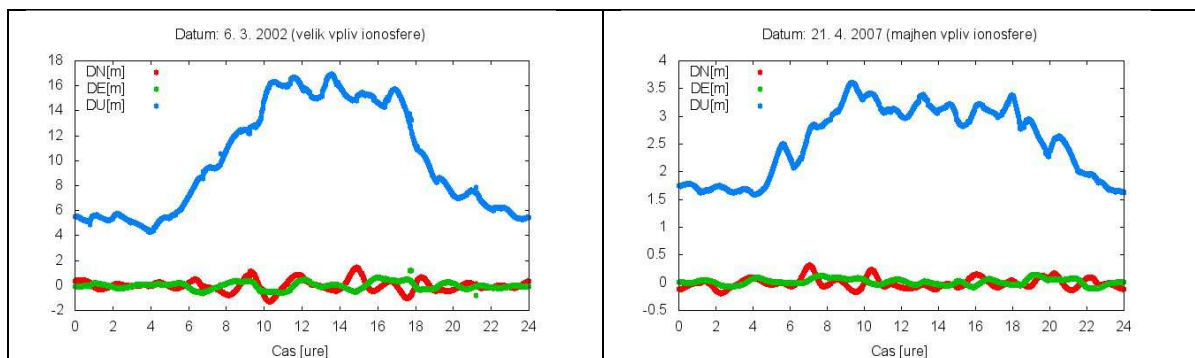 Datum: 6. 3. 2002 (velik vpliv ionosfere)
DN[m]
DE[m]
DU[m]
18
16
14
12
10
8
6
4
2
0
-2
0 2 4 6 8 10 12 14 16 18 20 22 24
Cas [ure]
Datum: 21. 4. 2007 (majhen vpliv ionosfere)
DN[m]
DE[m]
DU[m]
4
3.5
3
2.5
2
1.5
1
0.5
0
-0.5
0 2 4 6 8 10 12 14 16 18 20 22 24
Cas [ure]